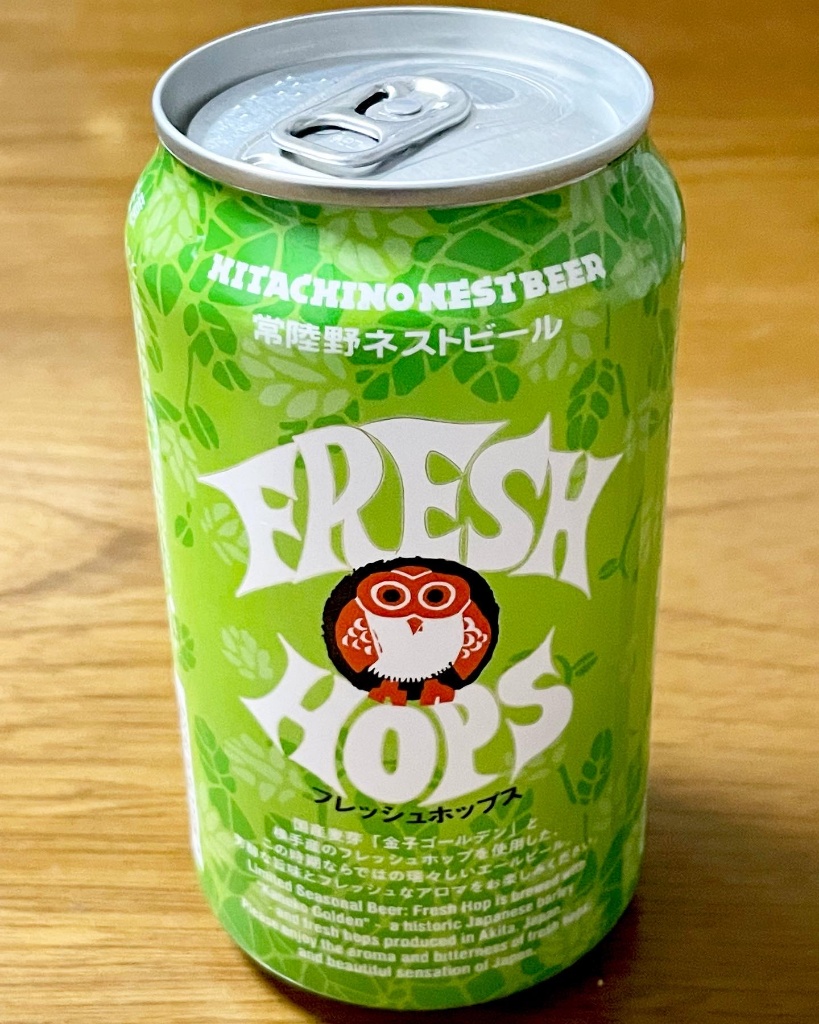 HITACHINO NEST BEER
常陸野ネストビール
FRESH
HOPS
フレッシュホップス
国産麦芽「金子ゴールデン」と
横手産のフレッシュホップを使用した、
この時期ならではの瑞々しいエールビール。
な旨味とフレッシュなアロマをお楽しみください。
Limited Seasonal Beer: Fresh Hop is brewed with
"Kaneko Golden" - a historic Japanese barley
and fresh hops produced in Akita, Japan.
Please enjoy the aroma and bitterness of fresh hops
and beautiful sensation of Japan.